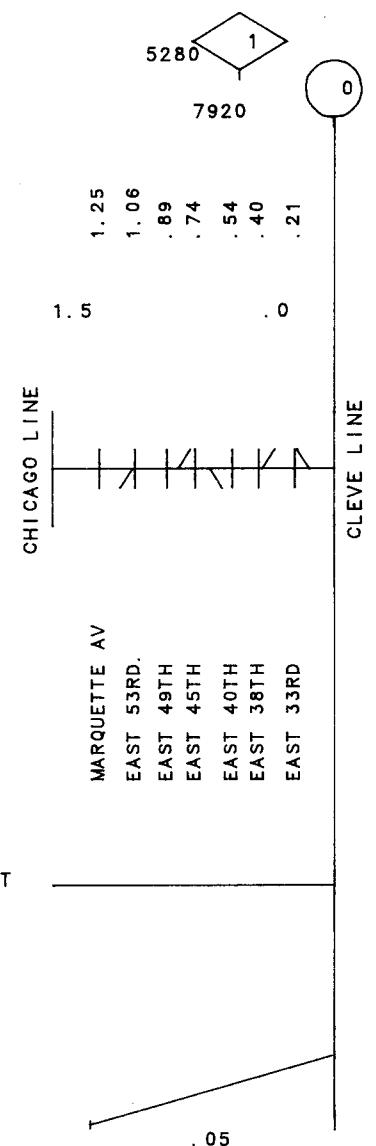 1
5280
0
7920
1.25
1.06
.89
.74
.54
.40
.21
1.5
.0
CHICAGO LINE
CLEVE LINE
MARQUETTE AV
EAST 53RD.
EAST 49TH
EAST 45TH
EAST 40TH
EAST 38TH
EAST 33RD
T
.05